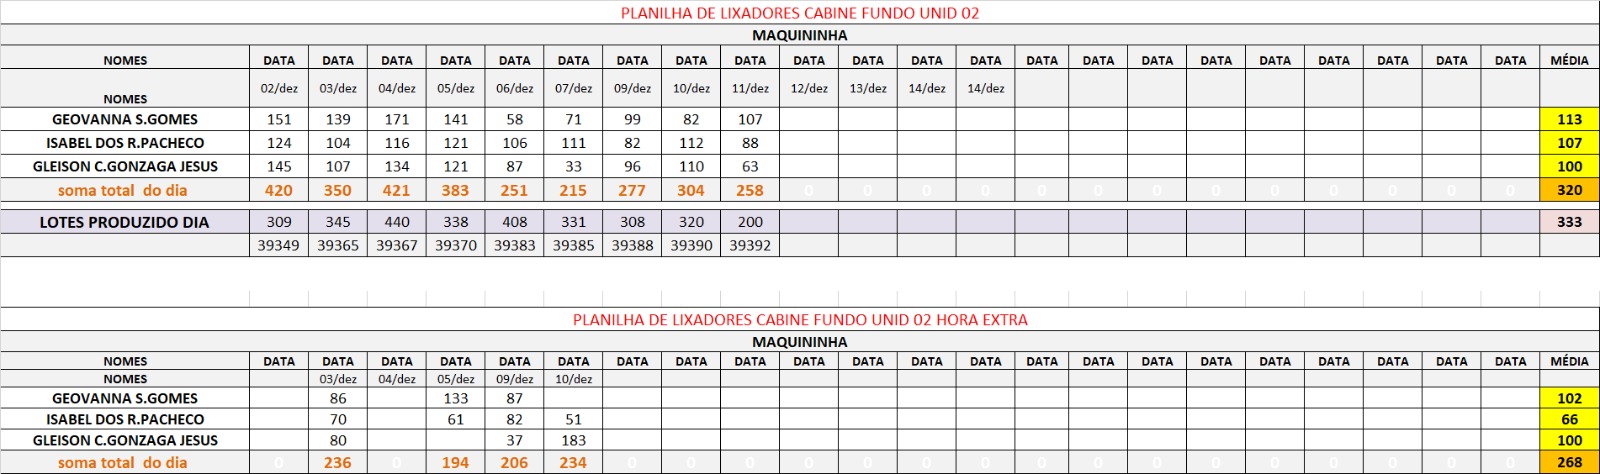 PLANILHA DE LIXADORES CABINE FUNDO UNID 02
MAQUININHA
NOMES DATA DATA DATA DATA DATA DATA DATA DATA DATA DATA DATA DATA DATA DATA DATA DATA DATA DATA DATA DATA DATA DATA MÉDIA
NOMES 02/dez 03/dez 04/dez 05/dez 06/dez 07/dez 09/dez 10/dez 11/dez 12/dez 13/dez 14/dez 14/dez
GEOVANNA S.GOMES 151 139 171 141 58 71 99 82 107 113
ISABEL DOS R.PACHECO 124 104 116 121 106 111 82 112 88 107
GLEISON C.GONZAGA JESUS 145 107 134 121 87 33 96 110 63 100
soma total do dia 420 350 421 383 251 215 277 304 258 0 0 0 0 0 0 0 0 0 0 0 0 0 320
LOTES PRODUZIDO DIA 309 345 440 338 408 331 308 320 200 333
39349 39365 39367 39370 39383 39385 39388 39390 39392
PLANILHA DE LIXADORES CABINE FUNDO UNID 02 HORA EXTRA
MAQUININHA
NOMES DATA DATA DATA DATA DATA DATA DATA DATA DATA DATA DATA DATA DATA DATA DATA DATA DATA DATA DATA DATA DATA DATA MÉDIA
NOMES 03/dez 04/dez 05/dez 09/dez 10/dez
GEOVANNA S.GOMES 86 133 87 102
ISABEL DOS R.PACHECO 70 61 82 51 66
GLEISON C.GONZAGA JESUS 80 37 183 100
soma total do dia 0 236 0 194 206 234 0 0 0 0 0 0 0 0 0 0 0 0 0 0 0 0 268